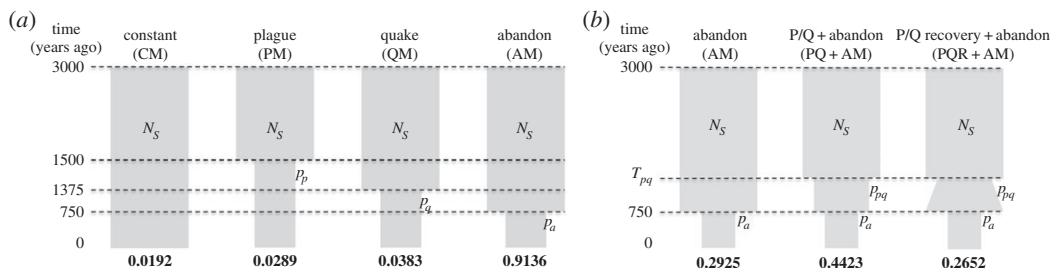 (a)
time
(years ago)
constant
(CM)
plague
(PM)
quake
(QM)
abandon
(AM)
3000
N_S N_S N_S N_S
1500
p_p
1375
p_q
750
p_a
0
0.0192 0.0289 0.0383 0.9136
(b)
time
(years ago)
abandon
(AM)
P/Q + abandon
(PQ + AM)
P/Q recovery + abandon
(PQR + AM)
3000
N_S N_S N_S
T_pq
p_pq p_pq
750
p_a p_a p_a
0
0.2925 0.4423 0.2652